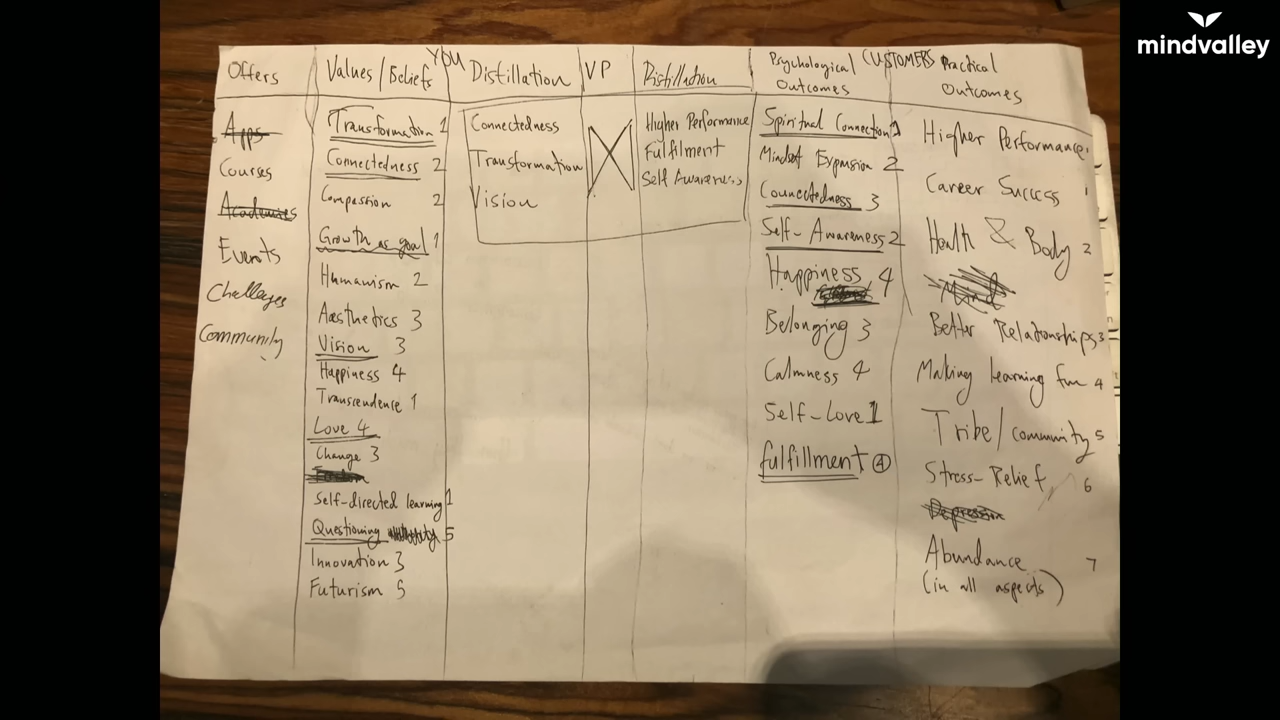 mindvalley
YOU
CUSTOMERS
Offers
Apps
Courses
Academies
Events
Challeges
Community
Values / Beliefs
Transformation 1
Connectedness 2
Compassion 2
Growth as goal 1
Humanism 2
Aesthetics 3
Vision 3
Happiness 4
Transcendence 1
Love 4
Change 3
Self-directed learning 1
Questioning 5
Innovation 3
Futurism 5
Distillation
Connectedness
Transformation
Vision
VP
Distillation
Higher Performance
Fulfilment
Self Awareness
Psychological
Outcomes
Spiritual Connection 1
Mindset Expansion 2
Connectedness 3
Self-Awareness 2
Happiness 4
Belonging 3
Calmness 4
Self-Love 1
fulfillment 4
Practical
Outcomes
Higher Performance 1
Career Success 1
Health & Body 2
Mind
Better Relationships 3
Making learning fun 4
Tribe / community 5
Stress-Relief 6
Depression
Abundance 7
(in all aspects)